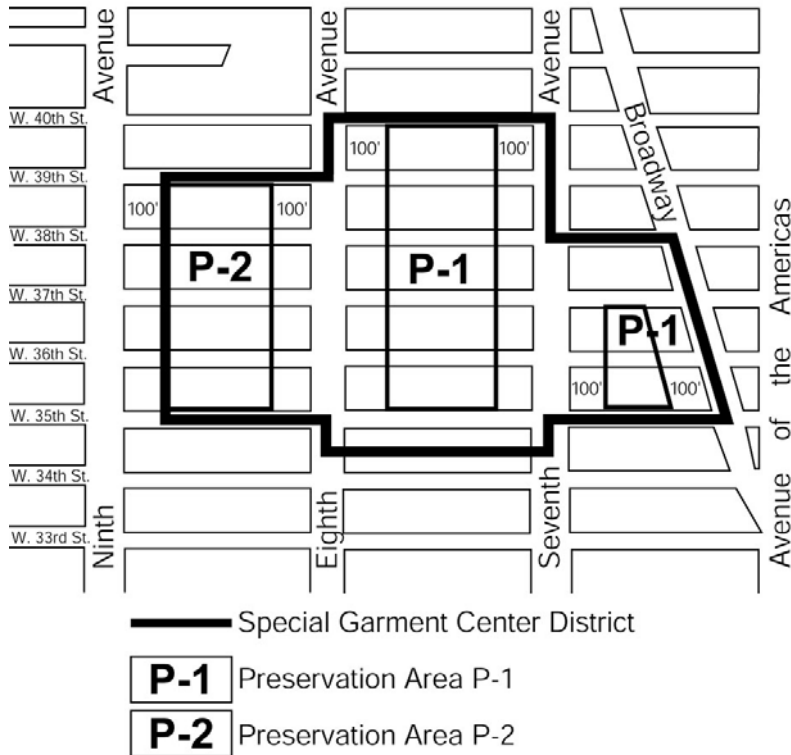 Avenue
Avenue
Avenue
Broadway
W. 40th St.
100'
100'
W. 39th St.
100'
100'
W. 38th St.
P-2
P-1
W. 37th St.
P-1
W. 36th St.
100'
100'
W. 35th St.
W. 34th St.
W. 33rd St.
Ninth
Eighth
Seventh
Avenue of the Americas
Special Garment Center District
P-1 Preservation Area P-1
P-2 Preservation Area P-2